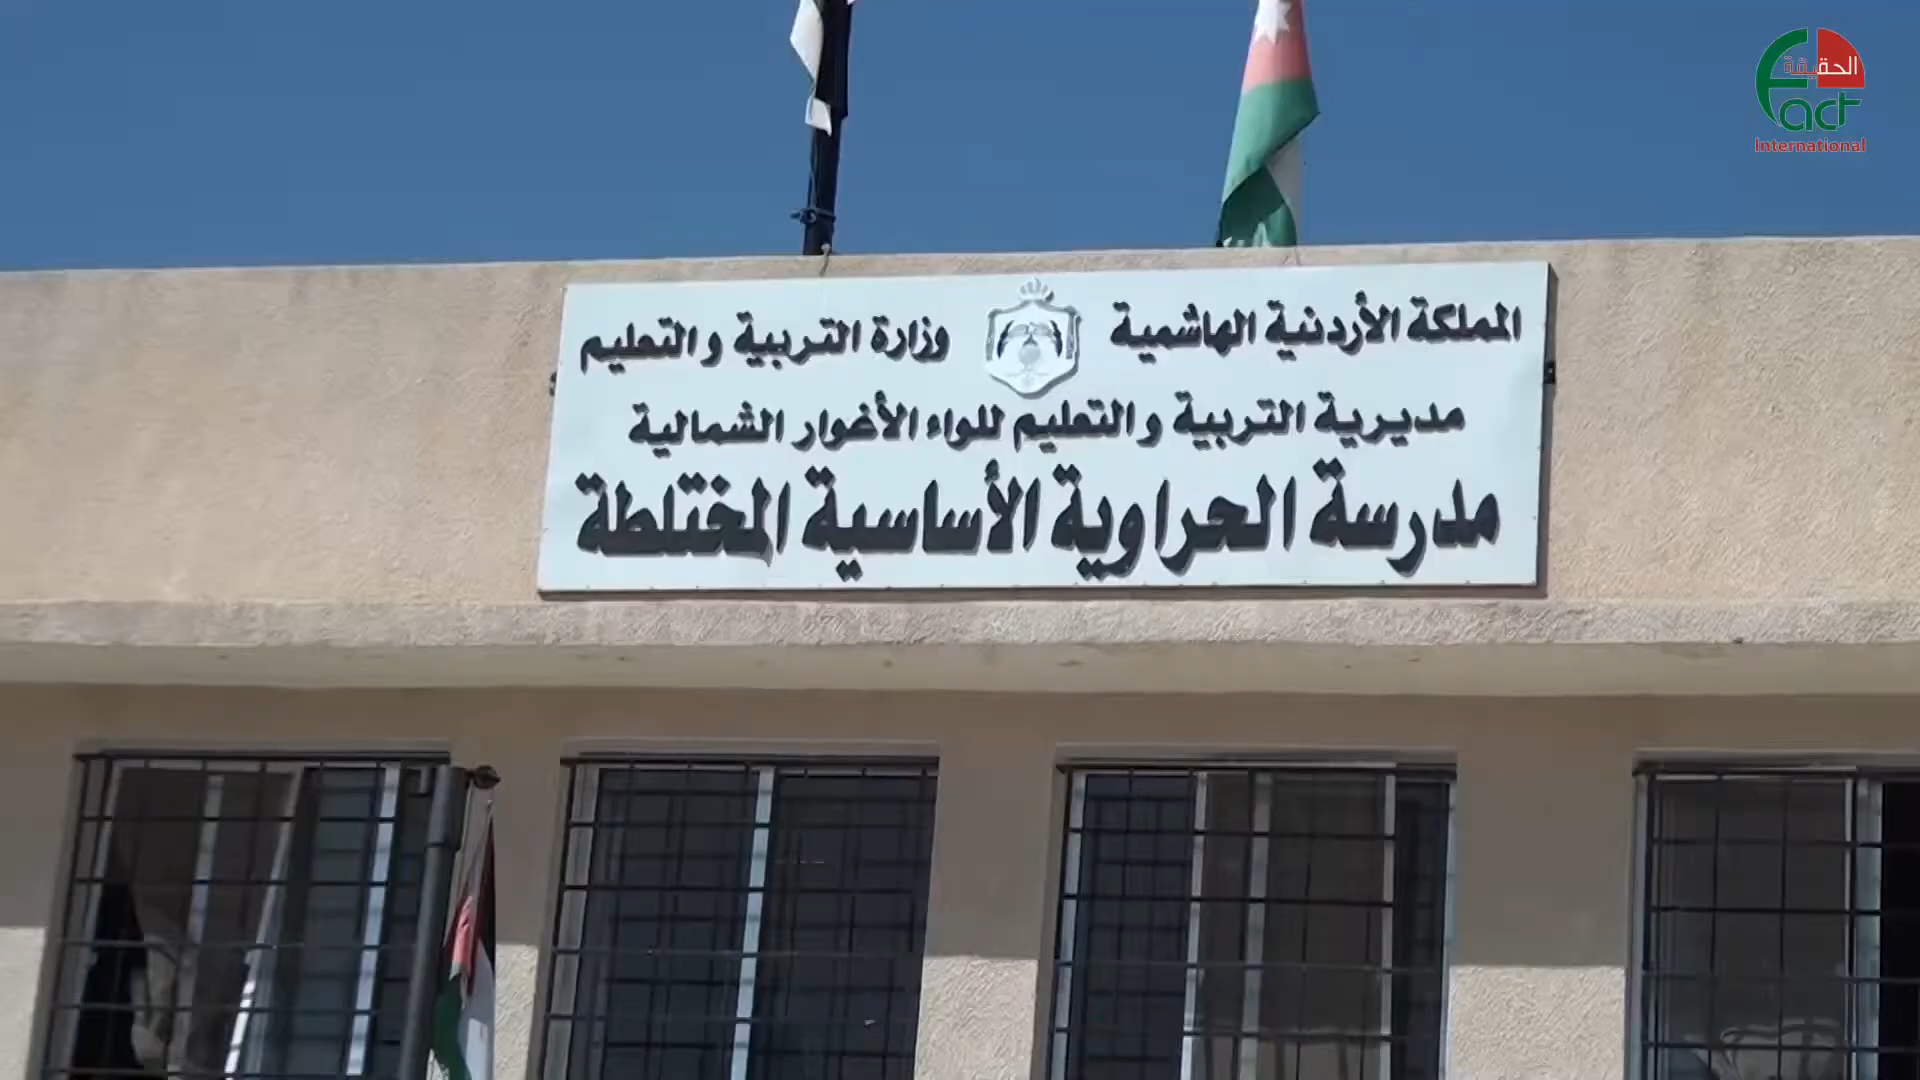 الحقيقة
Fact
International
المملكة الأردنية الهاشمية وزارة التربية والتعليم
مديرية التربية والتعليم للواء الأغوار الشمالية
مدرسة الحراوية الأساسية المختلطة